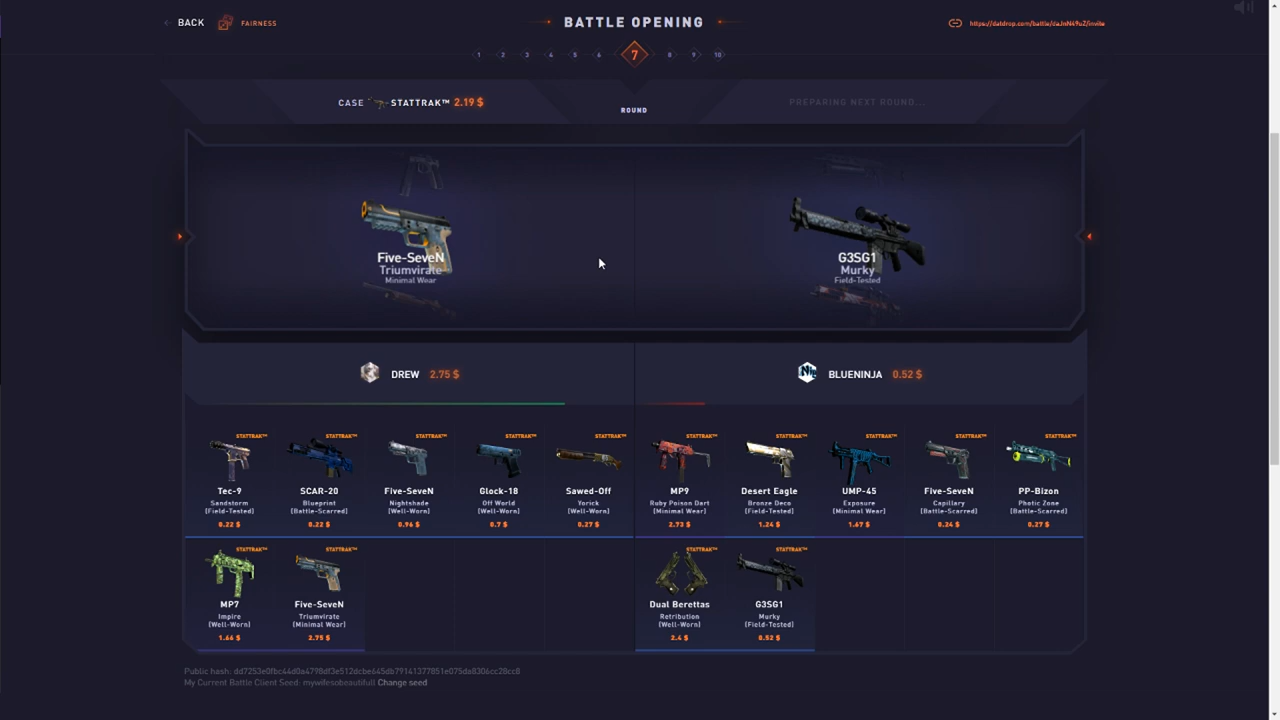 BACK
FAIRNESS
BATTLE OPENING
https://datdrop.com/battle/daJnN49uZ/invite
1 2 3 4 5 6 7 8 9 10
CASE STATTRAK™ 2.19 $
ROUND
PREPARING NEXT ROUND...
Five-SeveN
Triumvirate
Minimal Wear
G3SG1
Murky
Field-Tested
DREW 2.75 $
BLUENINJA 0.52 $
STATTRAK™ STATTRAK™ STATTRAK™ STATTRAK™ STATTRAK™ STATTRAK™ STATTRAK™ STATTRAK™ STATTRAK™ STATTRAK™
Tec-9 SCAR-20 Five-SeveN Glock-18 Sawed-Off MP9 Desert Eagle UMP-45 Five-SeveN PP-Bizon
Sandstorm Blueprint Nightshade Off World Yorick Ruby Poison Dart Bronze Deco Exposure Capillary Photic Zone
(Field-Tested) (Battle-Scarred) (Well-Worn) (Well-Worn) (Well-Worn) (Minimal Wear) (Field-Tested) (Minimal Wear) (Battle-Scarred) (Battle-Scarred)
0.22 $ 0.22 $ 0.96 $ 0.7 $ 0.27 $ 2.73 $ 1.24 $ 1.67 $ 0.24 $ 0.27 $
STATTRAK™ STATTRAK™ STATTRAK™ STATTRAK™
MP7 Five-SeveN Dual Berettas G3SG1
Impire Triumvirate Retribution Murky
(Well-Worn) (Minimal Wear) (Well-Worn) (Field-Tested)
1.66 $ 2.75 $ 2.4 $ 0.52 $
Public hash: dd7253e0fbc44d0a4798df3e512dcbe645db79141377851e075da8306cc28cc8
My Current Battle Client Seed: mywifesobeautifull Change seed